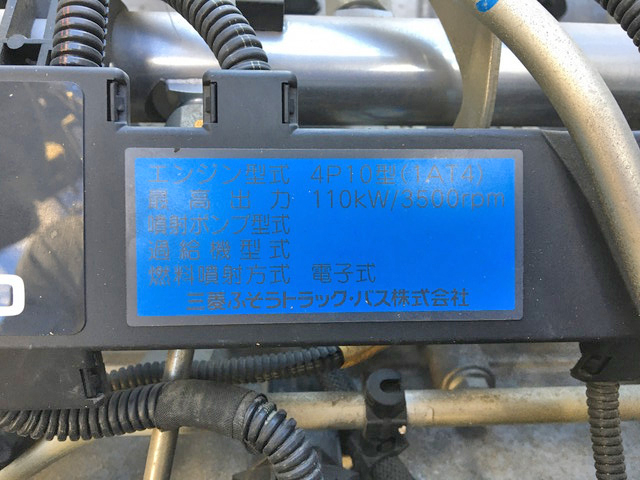 エンジン型式 4P10型(1AT4)
最高出力 110kW/3500rpm
噴射ポンプ型式
過給機型式
燃料噴射方式 電子式
三菱ふそうトラック・バス株式会社